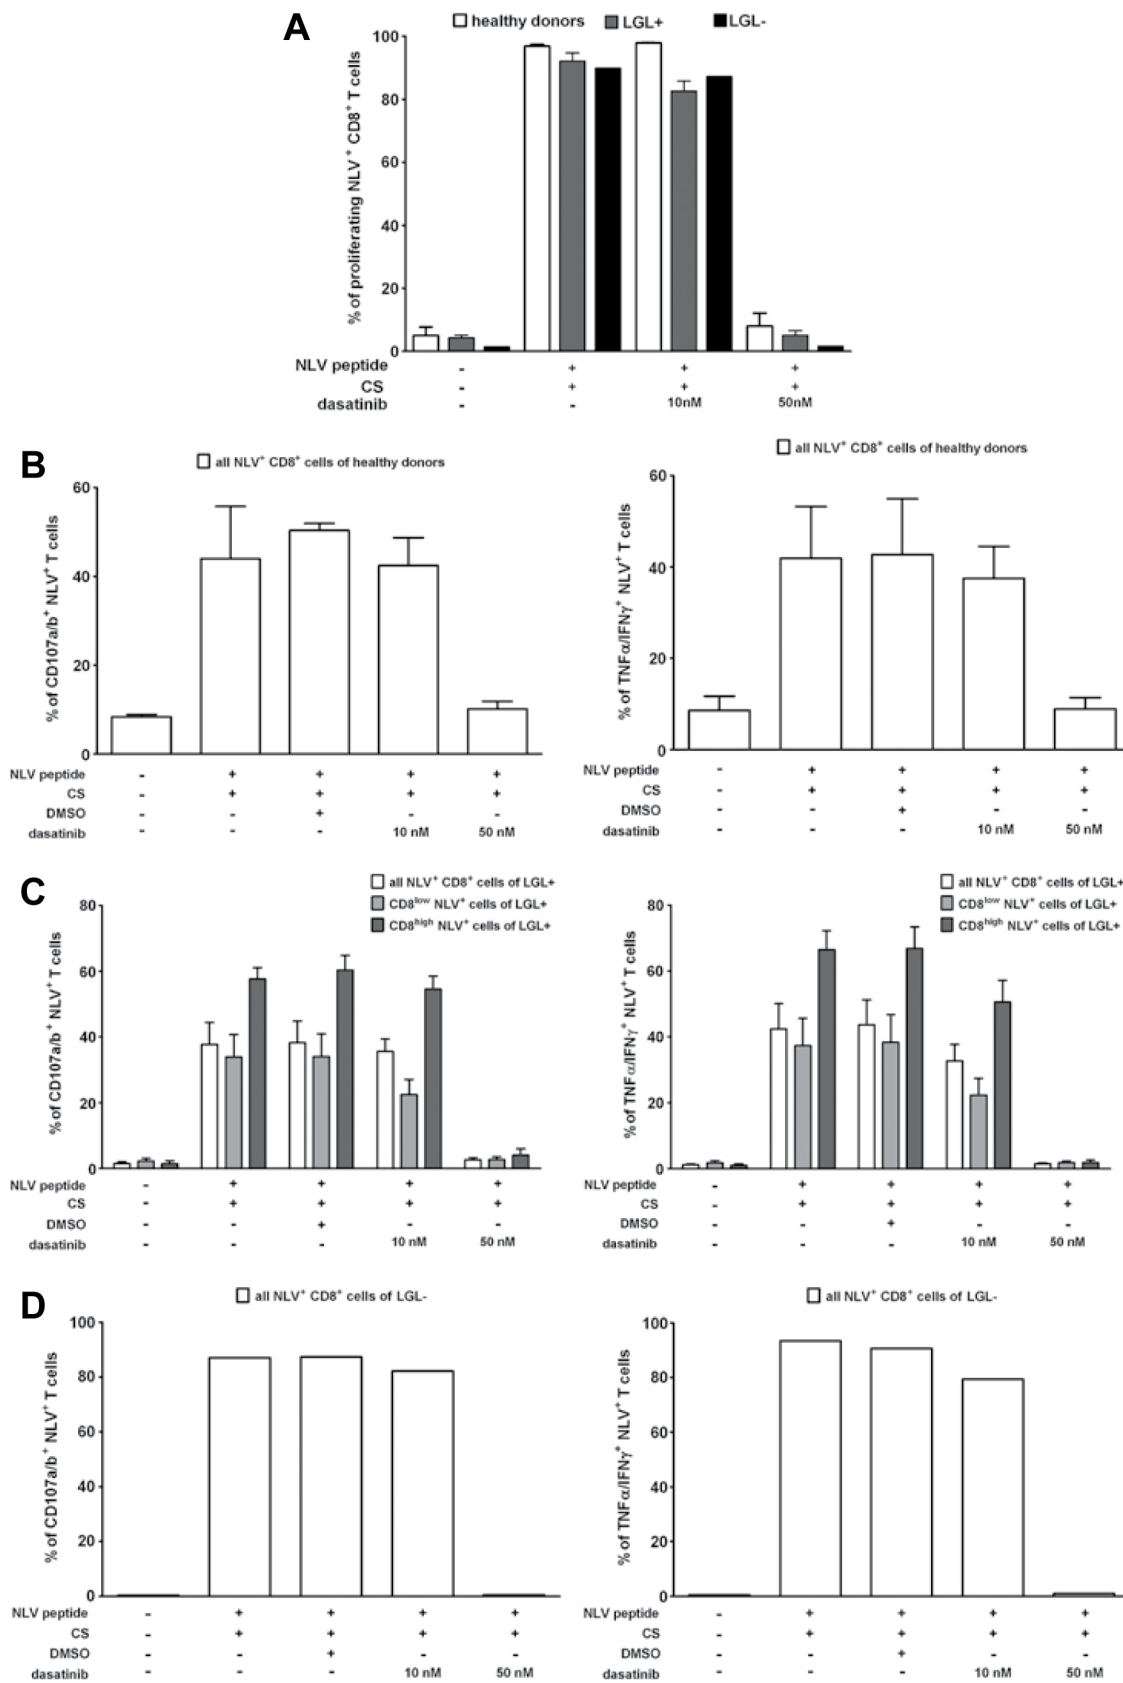 A
healthy donors LGL+ LGL-
% of proliferating NLV⁺ CD8⁺ T cells
100
80
60
40
20
0
NLV peptide - + + +
CS - + + +
dasatinib - - 10nM 50nM
B
all NLV⁺ CD8⁺ cells of healthy donors
% of CD107a/b⁺ NLV⁺ T cells
60
40
20
0
NLV peptide - + + + +
CS - + + + +
DMSO - - + - -
dasatinib - - - 10 nM 50 nM
all NLV⁺ CD8⁺ cells of healthy donors
% of TNFα/IFNγ⁺ NLV⁺ T cells
60
40
20
0
NLV peptide - + + + +
CS - + + + +
DMSO - - + - -
dasatinib - - - 10 nM 50 nM
C
all NLV⁺ CD8⁺ cells of LGL+
CD8ˡᵒʷ NLV⁺ cells of LGL+
CD8ʰⁱᵍʰ NLV⁺ cells of LGL+
% of CD107a/b⁺ NLV⁺ T cells
80
60
40
20
0
NLV peptide - + + + +
CS - + + + +
DMSO - - + - -
dasatinib - - - 10 nM 50 nM
all NLV⁺ CD8⁺ cells of LGL+
CD8ˡᵒʷ NLV⁺ cells of LGL+
CD8ʰⁱᵍʰ NLV⁺ cells of LGL+
% of TNFα/IFNγ⁺ NLV⁺ T cells
80
60
40
20
0
NLV peptide - + + + +
CS - + + + +
DMSO - - + - -
dasatinib - - - 10 nM 50 nM
D
all NLV⁺ CD8⁺ cells of LGL-
% of CD107a/b⁺ NLV⁺ T cells
100
80
60
40
20
0
NLV peptide - + + + +
CS - + + + +
DMSO - - + - -
dasatinib - - - 10 nM 50 nM
all NLV⁺ CD8⁺ cells of LGL-
% of TNFα/IFNγ⁺ NLV⁺ T cells
100
80
60
40
20
0
NLV peptide - + + + +
CS - + + + +
DMSO - - + - -
dasatinib - - - 10 nM 50 nM